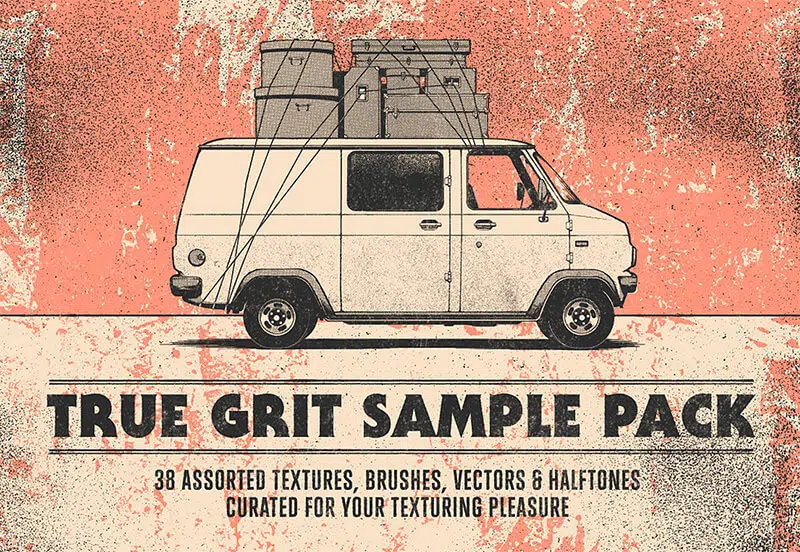 TRUE GRIT SAMPLE PACK
38 ASSORTED TEXTURES, BRUSHES, VECTORS & HALFTONES
CURATED FOR YOUR TEXTURING PLEASURE